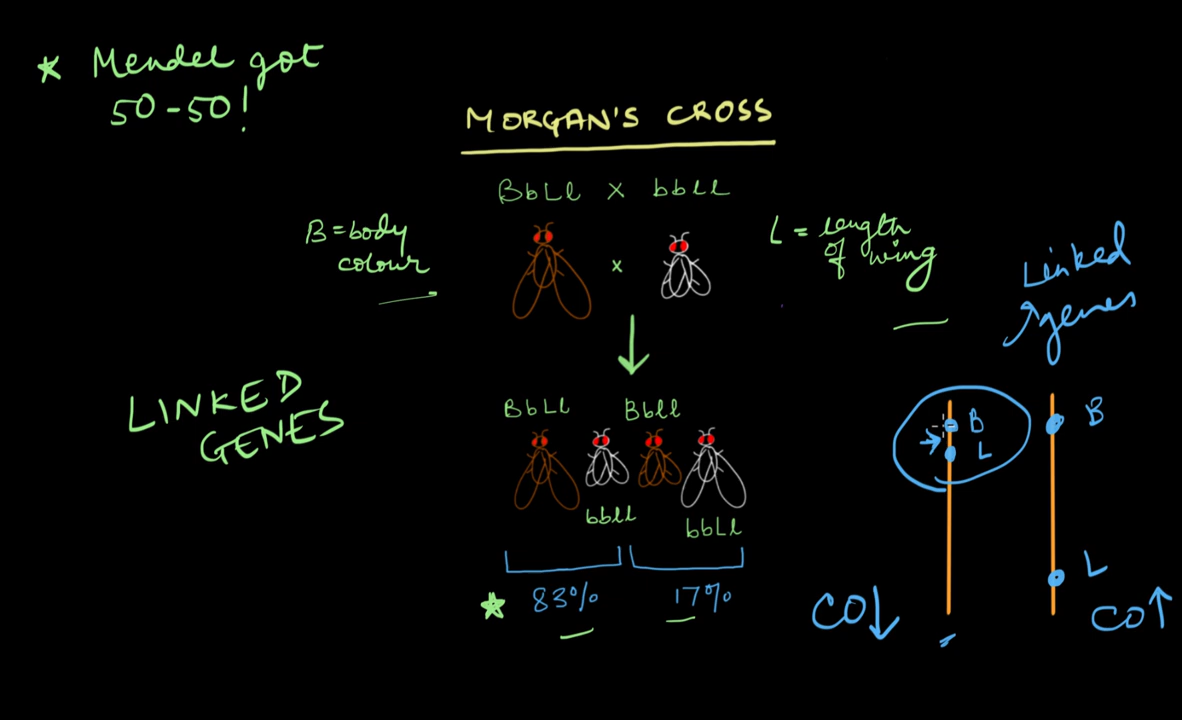 * Mendel got
50-50!
MORGAN'S CROSS
BbLl x bbll
B = body
colour
x
L = length
of wing
Linked
genes
LINKED
GENES
BbLl Bbll
bbll
bbLl
83% 17%
B
L
B
L
CO↓
CO↑